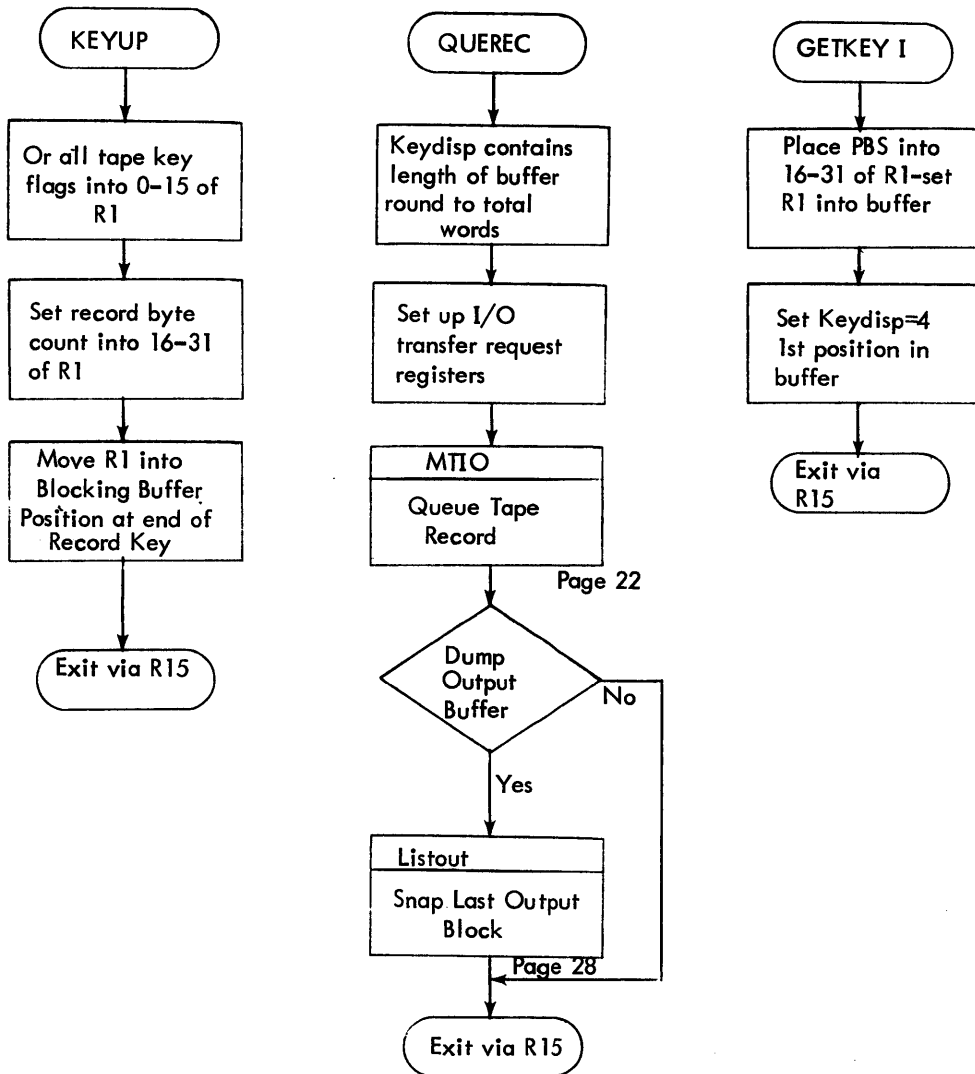 KEYUP
Or all tape key
flags into 0-15 of
R1
Set record byte
count into 16-31
of R1
Move R1 into
Blocking Buffer
Position at end of
Record Key
Exit via R15
QUEREC
Keydisp contains
length of buffer
round to total
words
Set up I/O
transfer request
registers
MTIO
Queue Tape
Record
Page 22
Dump
Output
Buffer
No
Yes
Listout
Snap Last Output
Block
Page 28
Exit via R15
GETKEY I
Place PBS into
16-31 of R1-set
R1 into buffer
Set Keydisp=4
1st position in
buffer
Exit via
R15